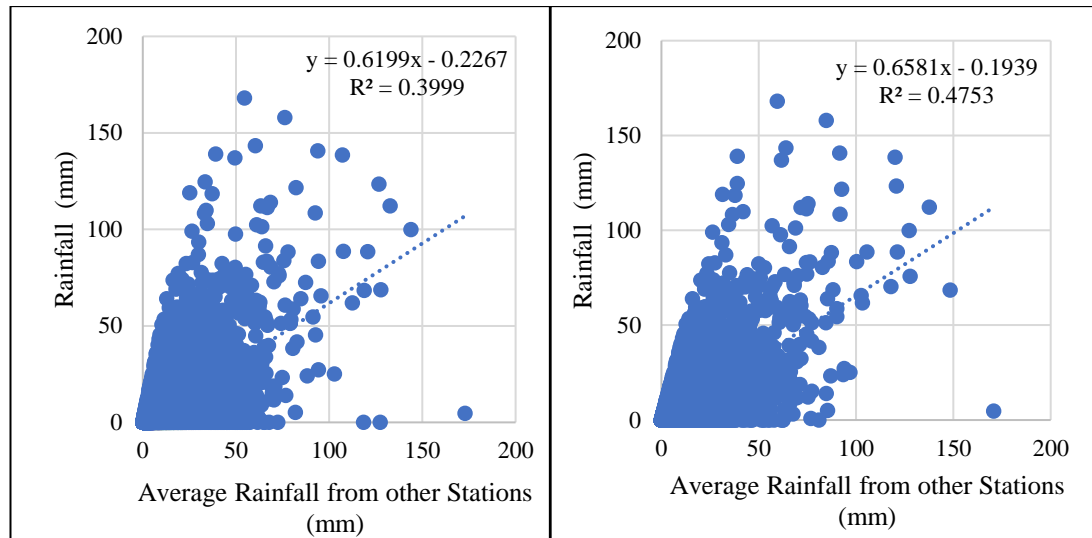 200
150
100
50
0
Rainfall (mm)
y = 0.6199x - 0.2267
R² = 0.3999
0 50 100 150 200
Average Rainfall from other Stations
(mm)
200
150
100
50
0
Rainfall (mm)
y = 0.6581x - 0.1939
R² = 0.4753
0 50 100 150 200
Average Rainfall from other Stations
(mm)